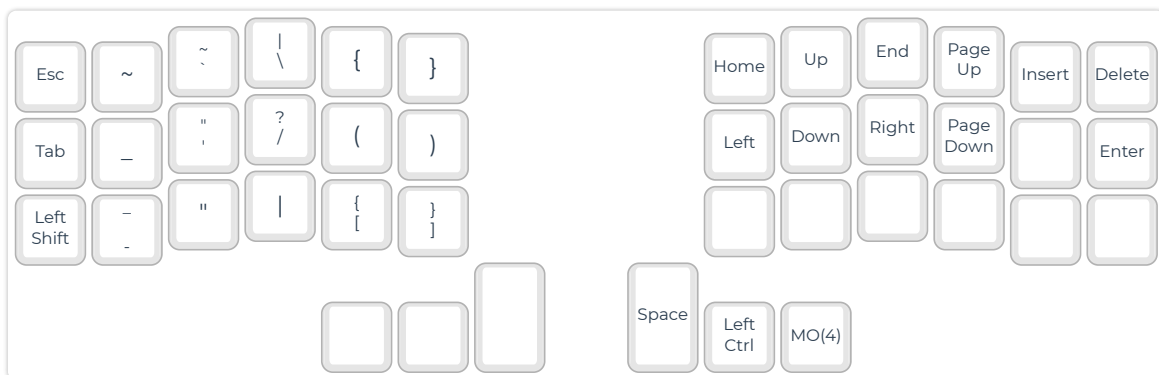 Esc ~ ~ | { } Home Up End Page Insert Delete
` \ Up
Tab _ " ? ( ) Left Down Right Page Enter
' / Down
Left _ " | { }
Shift - [ ]
Space Left MO(4)
Ctrl